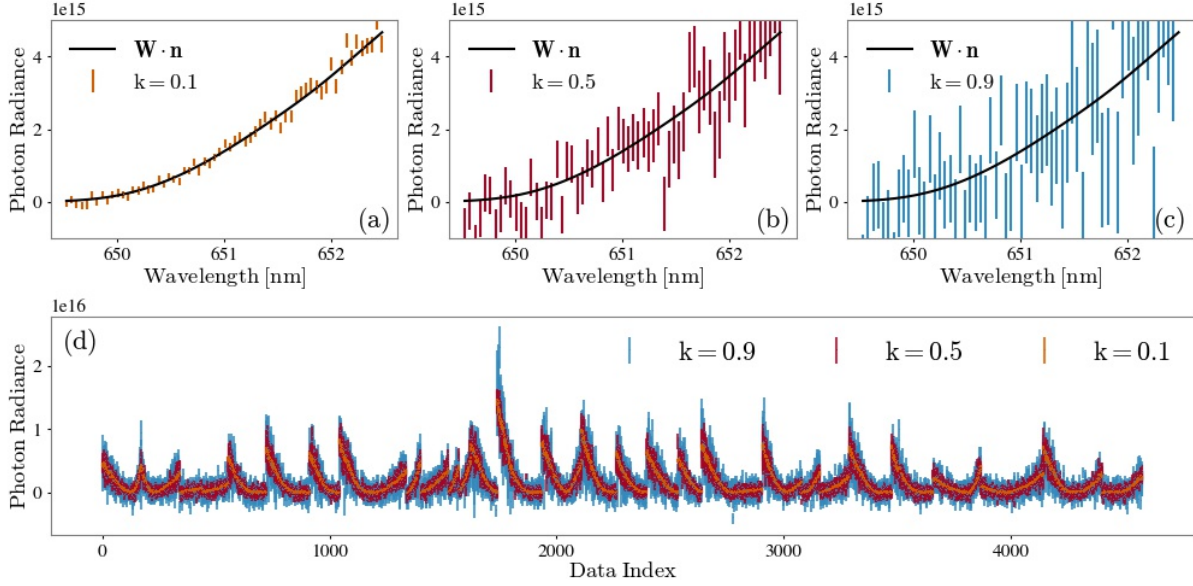 1e15
1e15
1e15
Photon Radiance
4
2
0
W · n
k = 0.1
(a)
650
651
652
Wavelength [nm]
Photon Radiance
4
2
0
W · n
k = 0.5
(b)
650
651
652
Wavelength [nm]
Photon Radiance
4
2
0
W · n
k = 0.9
(c)
650
651
652
Wavelength [nm]
1e16
Photon Radiance
2
1
0
(d)
k = 0.9
k = 0.5
k = 0.1
0
1000
2000
3000
4000
Data Index